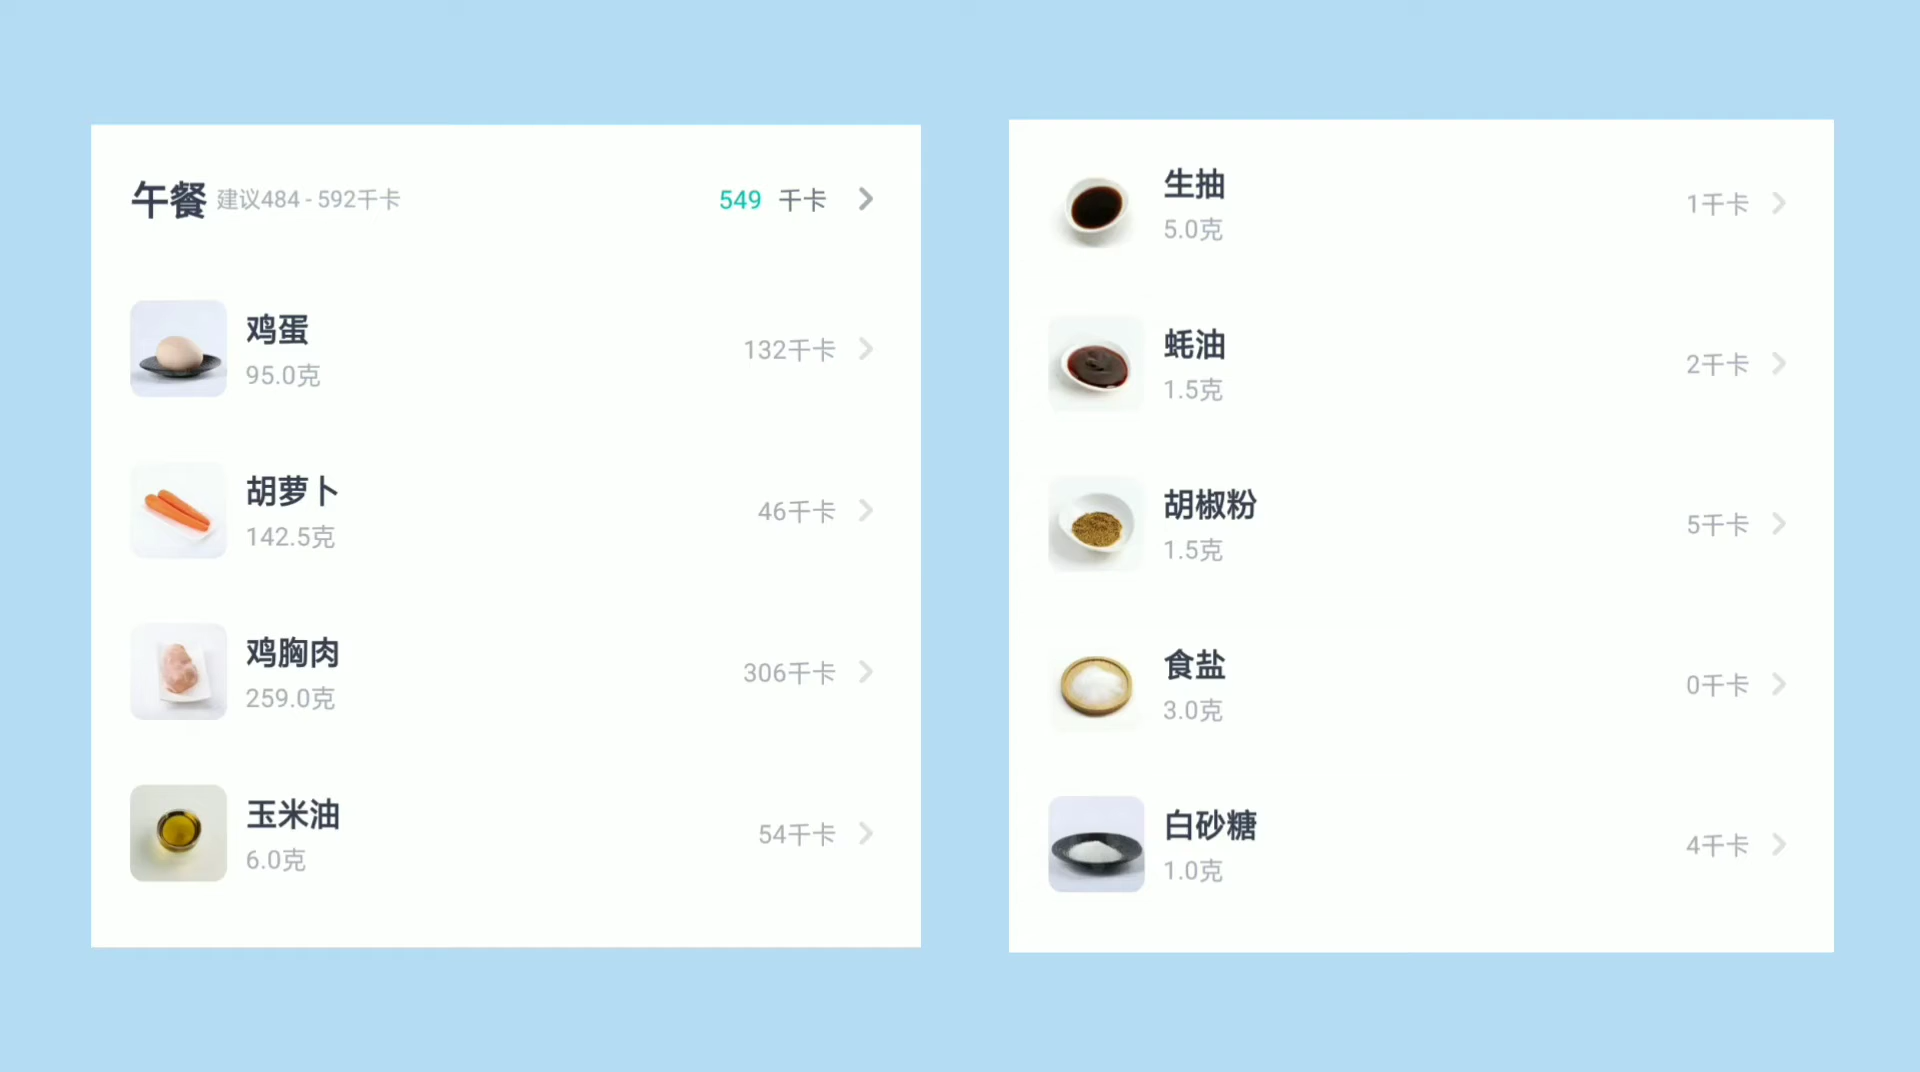 午餐 建议484 - 592千卡 549 千卡
鸡蛋
95.0克
132千卡
胡萝卜
142.5克
46千卡
鸡胸肉
259.0克
306千卡
玉米油
6.0克
54千卡
生抽
5.0克
1千卡
蚝油
1.5克
2千卡
胡椒粉
1.5克
5千卡
食盐
3.0克
0千卡
白砂糖
1.0克
4千卡